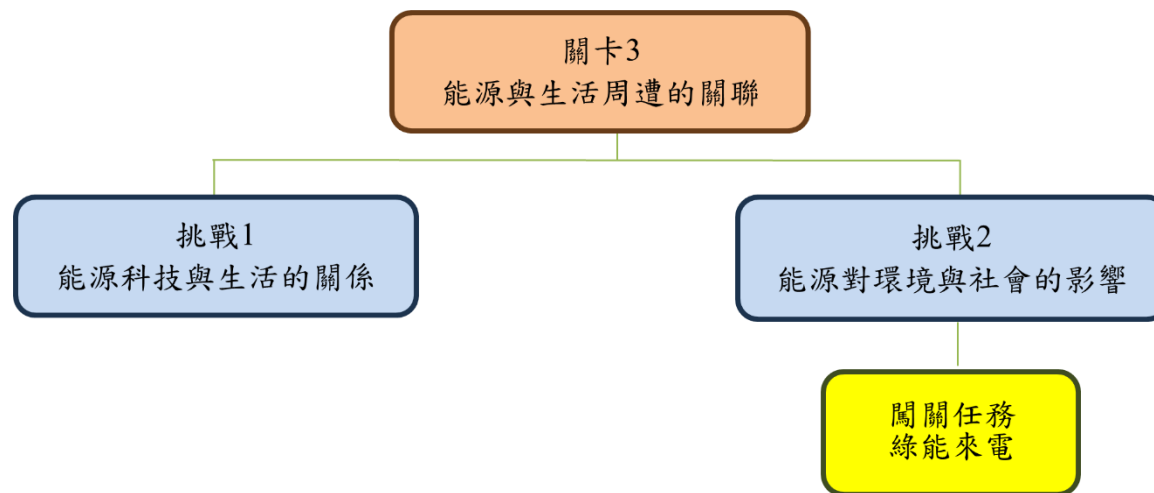 關卡3
能源與生活周遭的關聯
挑戰1
能源科技與生活的關係
挑戰2
能源對環境與社會的影響
闖關任務
綠能來電